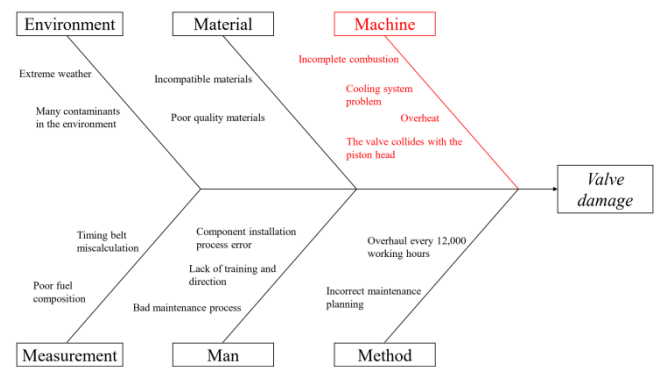 Environment
Material
Machine
Extreme weather
Many contaminants
in the environment
Incompatible materials
Poor quality materials
Incomplete combustion
Cooling system
problem
Overheat
The valve collides with the
piston head
Valve
damage
Timing belt
miscalculation
Poor fuel
composition
Component installation
process error
Lack of training and
direction
Bad maintenance process
Overhaul every 12,000
working hours
Incorrect maintenance
planning
Measurement
Man
Method